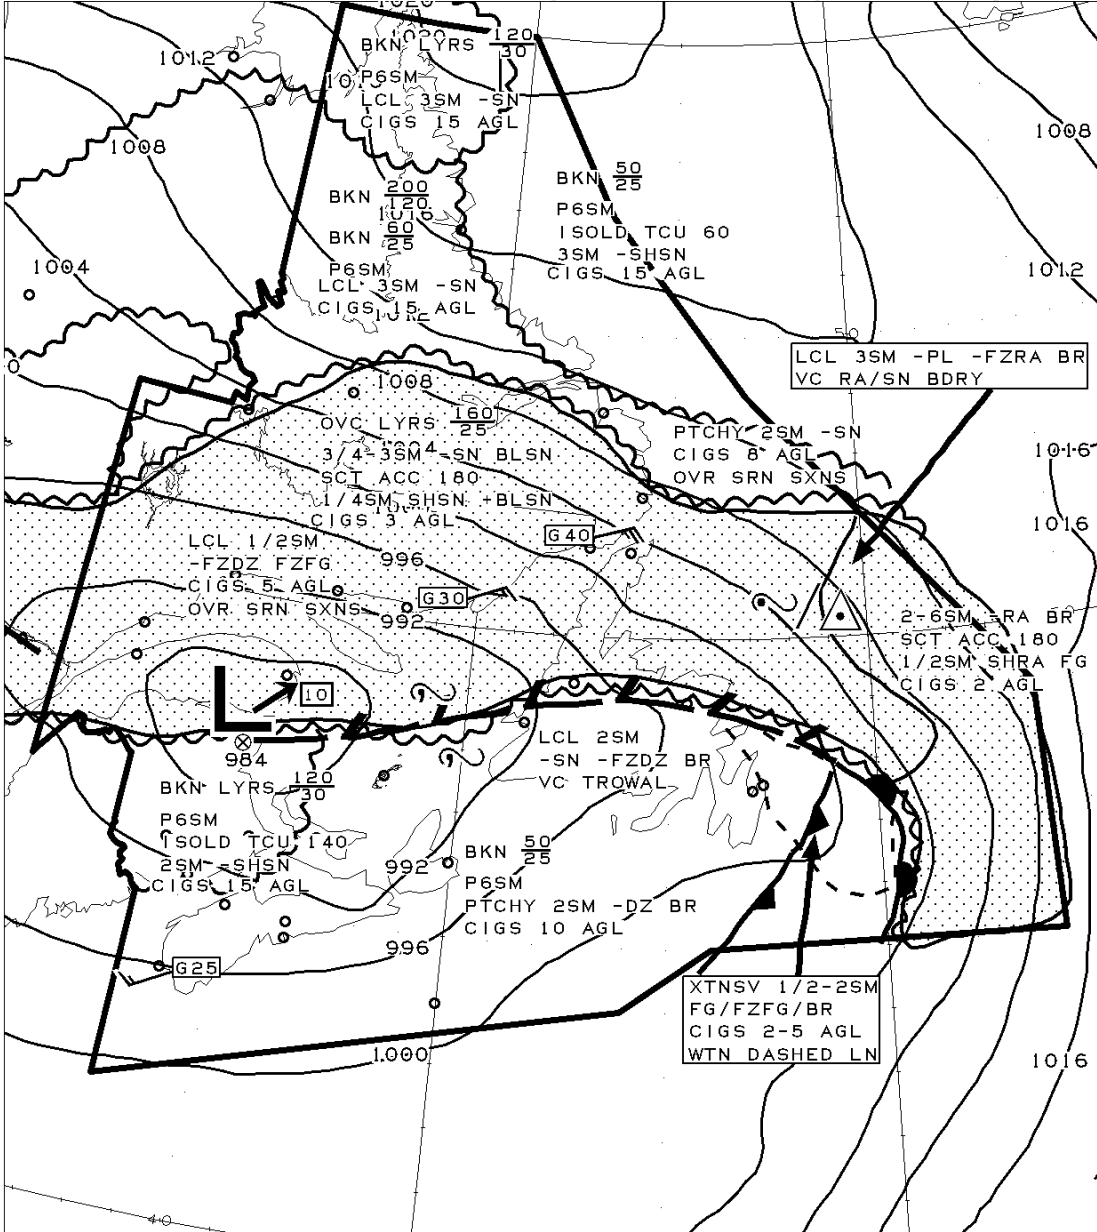 1020
1020
BKN LYRS 120/30
1012
P6SM
LCL 3SM -SN
CIGS 15 AGL
1008
1008
BKN 50/25
BKN 200/120
1016
P6SM
ISOLD TCU 60
3SM -SHSN
CIGS 15 AGL
BKN 60/25
P6SM
LCL 3SM -SN
CIGS 15 AGL
1004
1012
1012
50
LCL 3SM -PL -FZRA BR
VC RA/SN BDRY
0
1008
OVC LYRS 160/25
1004
3/4-3SM -SN BLSN
SCT ACC 180
1/4SM SHSN +BLSN
CIGS 3 AGL
PTCHY 2SM -SN
CIGS 8 AGL
OVR SRN SXNS
1016
1016
G40
LCL 1/2SM
-FZDZ FZFG
CIGS 5 AGL
OVR SRN SXNS
996
G30
992
2-6SM -RA BR
SCT ACC 180
1/2SM SHRA FG
CIGS 2 AGL
L
10
984
LCL 2SM
-SN -FZDZ BR
VC TROWAL
BKN LYRS 120/30
P6SM
ISOLD TCU 140
2SM -SHSN
CIGS 15 AGL
BKN 50/25
992
P6SM
PTCHY 2SM -DZ BR
CIGS 10 AGL
996
G25
XTNSV 1/2-2SM
FG/FZFG/BR
CIGS 2-5 AGL
WTN DASHED LN
1000
1016
40